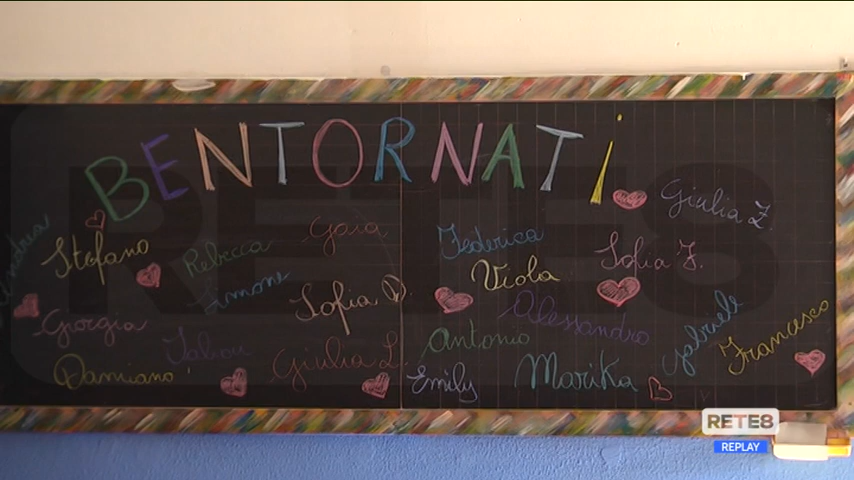 BENTORNATI
Giulia Z.
Andrea
Stefano
Rebecca
Gaia
Federica
Sofia Z.
Simone
Sofia D.
Viola
Giorgia
Alessandro
Gabriele
Francesco
Giulia L.
Antonio
Damiano
Emily
Marika
RETE8
REPLAY